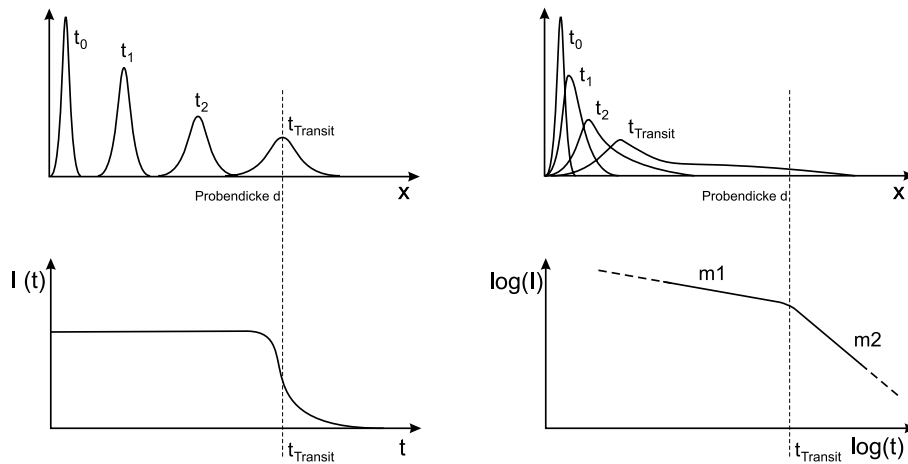 t0
t1
t2
tTransit
Probendicke d
x
t0
t1
t2
tTransit
Probendicke d
x
I (t)
tTransit
t
log(I)
m1
m2
tTransit
log(t)